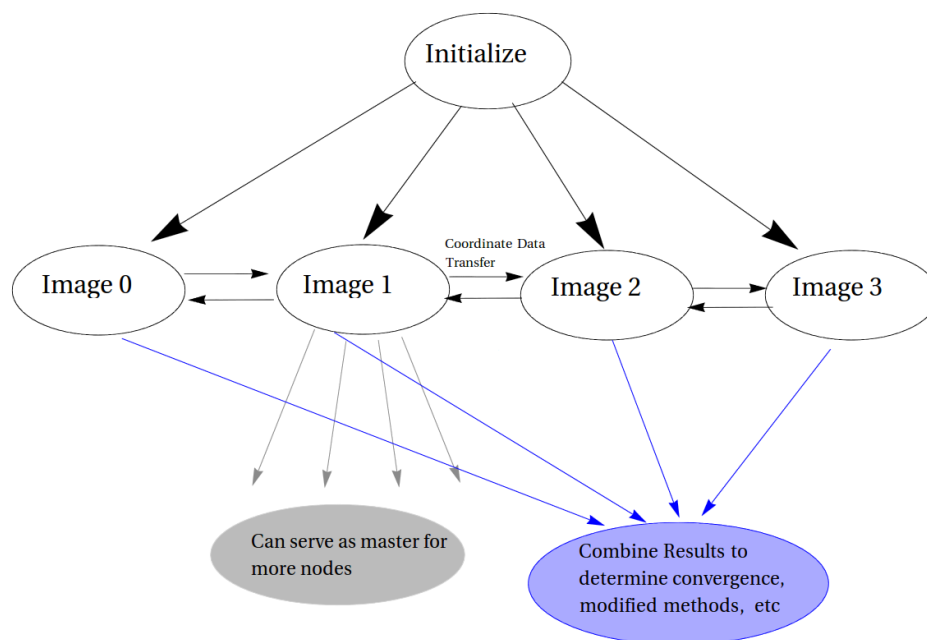 Initialize
Coordinate Data
Transfer
Image 0
Image 1
Image 2
Image 3
Can serve as master for
more nodes
Combine Results to
determine convergence,
modified methods, etc